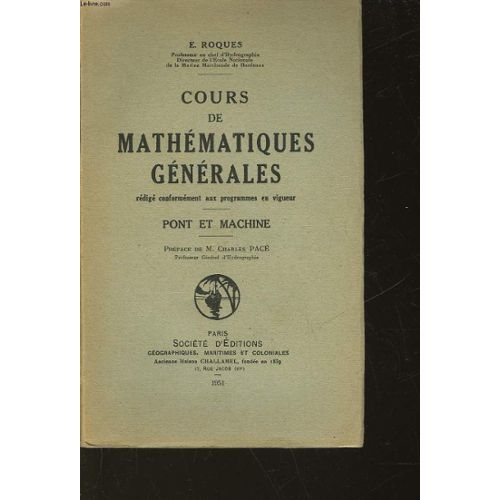 É. ROQUES
Professeur en chef d'Hydrographie
Directeur de l'Ecole Nationale
de la Marine Marchande de Bordeaux
COURS
DE
MATHÉMATIQUES
GÉNÉRALES
rédigé conformément aux programmes en vigueur
PONT ET MACHINE
PRÉFACE DE M. CHARLES PACÉ
Professeur Général d'Hydrographie
PARIS
SOCIÉTÉ D'ÉDITIONS
GÉOGRAPHIQUES, MARITIMES ET COLONIALES
Ancienne Maison CHALLAMEL, fondée en 1839
17, RUE JACOB (VIe)
1951